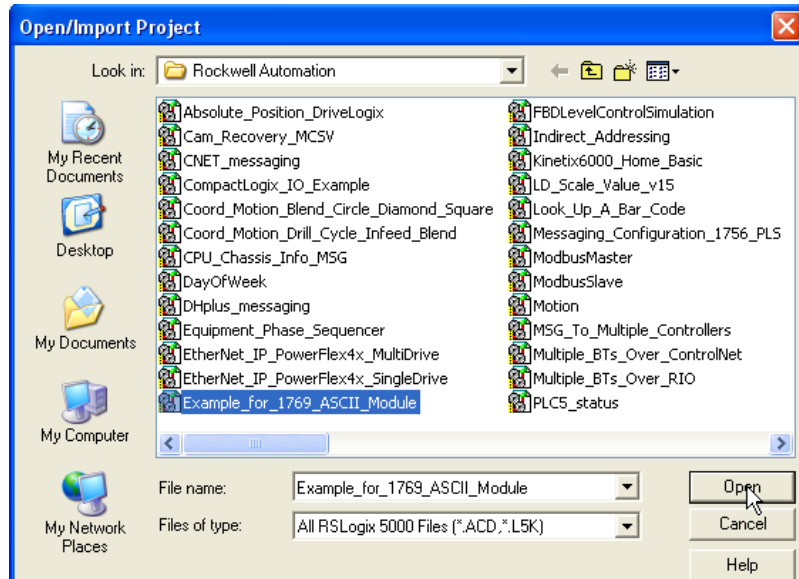 Open/Import Project
Look in:
Rockwell Automation
My Recent
Documents
Desktop
My Documents
My Computer
My Network
Places
Absolute_Position_DriveLogix
Cam_Recovery_MCSV
CNET_messaging
CompactLogix_IO_Example
Coord_Motion_Blend_Circle_Diamond_Square
Coord_Motion_Drill_Cycle_Infeed_Blend
CPU_Chassis_Info_MSG
DayOfWeek
DHplus_messaging
Equipment_Phase_Sequencer
EtherNet_IP_PowerFlex4x_MultiDrive
EtherNet_IP_PowerFlex4x_SingleDrive
Example_for_1769_ASCII_Module
FBDLevelControlSimulation
Indirect_Addressing
Kinetix6000_Home_Basic
LD_Scale_Value_v15
Look_Up_A_Bar_Code
Messaging_Configuration_1756_PLS
ModbusMaster
ModbusSlave
Motion
MSG_To_Multiple_Controllers
Multiple_BTs_Over_ControlNet
Multiple_BTs_Over_RIO
PLC5_status
File name:
Example_for_1769_ASCII_Module
Open
Files of type:
All RSLogix 5000 Files (*.ACD,*.L5K)
Cancel
Help